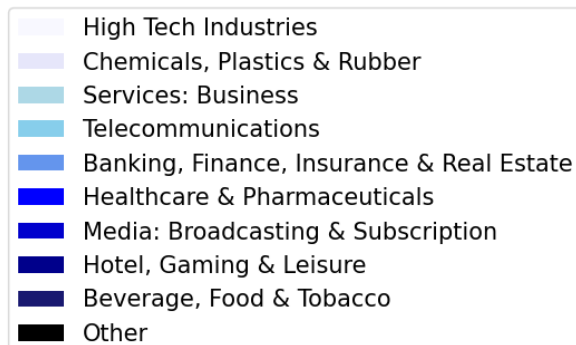 High Tech Industries
Chemicals, Plastics & Rubber
Services: Business
Telecommunications
Banking, Finance, Insurance & Real Estate
Healthcare & Pharmaceuticals
Media: Broadcasting & Subscription
Hotel, Gaming & Leisure
Beverage, Food & Tobacco
Other